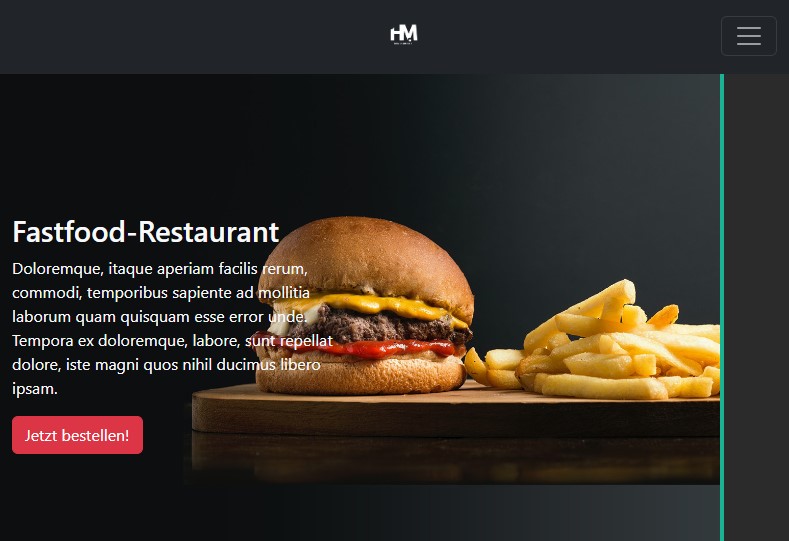 HM
Fastfood-Restaurant
Doloremque, itaque aperiam facilis rerum,
commodi, temporibus sapiente ad mollitia
laborum quam quisquam esse error unde.
Tempora ex doloremque, labore, sunt repellat
dolore, iste magni quos nihil ducimus libero
ipsam.
Jetzt bestellen!